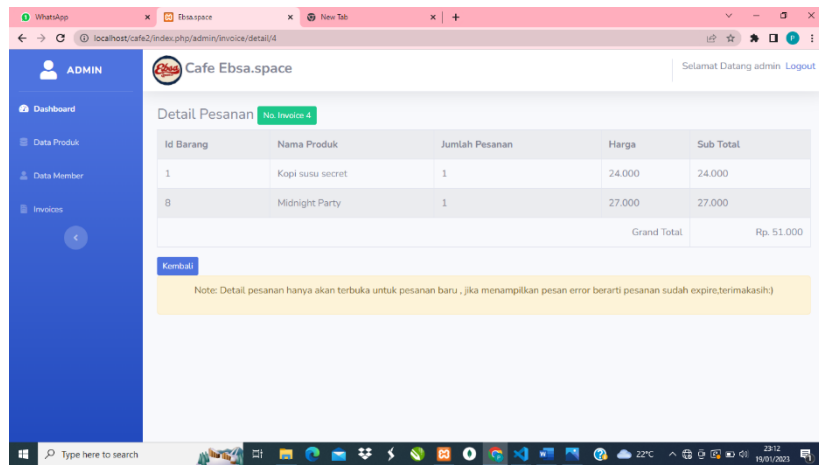 WhatsApp
Ebsa.space
New Tab
localhost/cafe2/index.php/admin/invoice/detail/4
P
ADMIN
Ebsa
Cafe Ebsa.space
Selamat Datang admin Logout
Dashboard
Data Produk
Data Member
Invoices
Detail Pesanan No. Invoice 4
Id Barang Nama Produk Jumlah Pesanan Harga Sub Total
1 Kopi susu secret 1 24.000 24.000
8 Midnight Party 1 27.000 27.000
Grand Total Rp. 51.000
Kembali
Note: Detail pesanan hanya akan terbuka untuk pesanan baru , jika menampilkan pesan error berarti pesanan sudah expire,terimakasih:)
Type here to search
22°C
23:12
19/01/2023